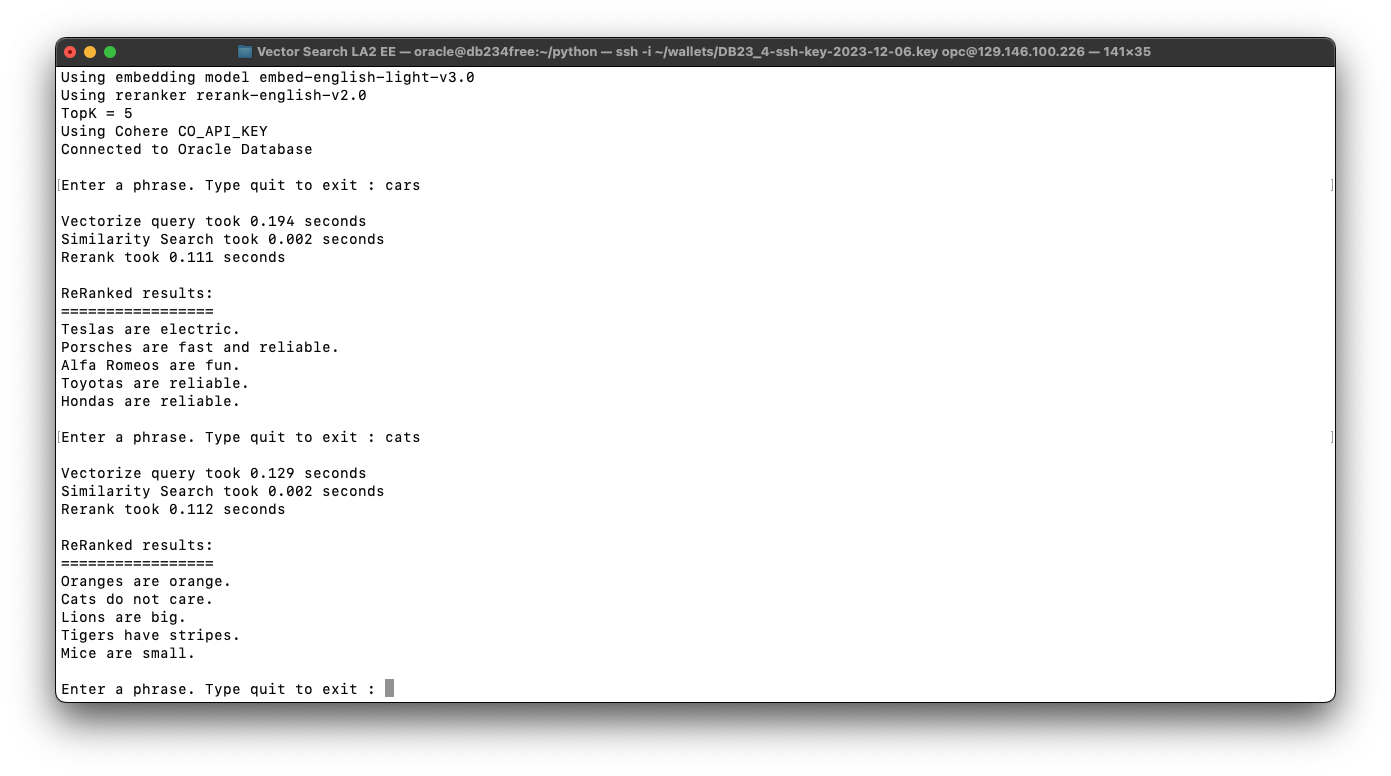 Vector Search LA2 EE — oracle@db234free:~/python — ssh -i ~/wallets/DB23_4-ssh-key-2023-12-06.key opc@129.146.100.226 — 141×35
Using embedding model embed-english-light-v3.0
Using reranker rerank-english-v2.0
TopK = 5
Using Cohere CO_API_KEY
Connected to Oracle Database
[Enter a phrase. Type quit to exit : cars ]
Vectorize query took 0.194 seconds
Similarity Search took 0.002 seconds
Rerank took 0.111 seconds
ReRanked results:
=================
Teslas are electric.
Porsches are fast and reliable.
Alfa Romeos are fun.
Toyotas are reliable.
Hondas are reliable.
[Enter a phrase. Type quit to exit : cats ]
Vectorize query took 0.129 seconds
Similarity Search took 0.002 seconds
Rerank took 0.112 seconds
ReRanked results:
=================
Oranges are orange.
Cats do not care.
Lions are big.
Tigers have stripes.
Mice are small.
Enter a phrase. Type quit to exit :